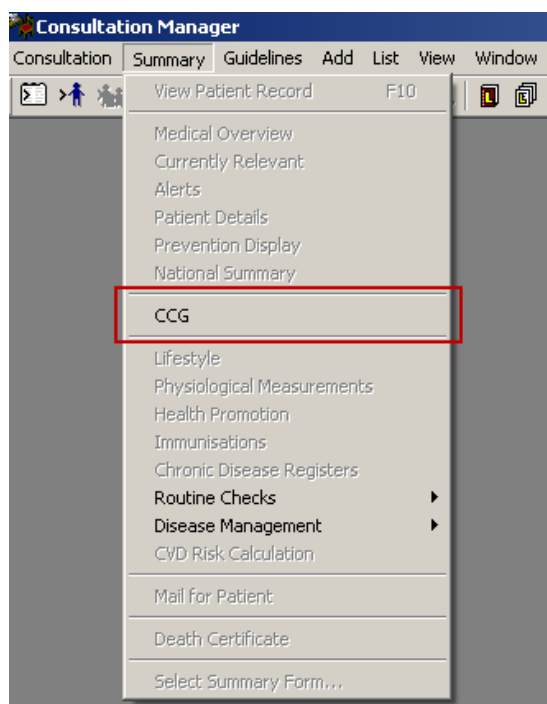 Consultation Manager
Consultation Summary Guidelines Add List View Window
View Patient Record F10
Medical Overview
Currently Relevant
Alerts
Patient Details
Prevention Display
National Summary
CCG
Lifestyle
Physiological Measurements
Health Promotion
Immunisations
Chronic Disease Registers
Routine Checks
Disease Management
CVD Risk Calculation
Mail for Patient
Death Certificate
Select Summary Form...